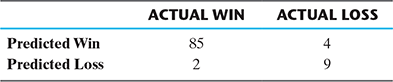 ACTUAL WIN ACTUAL LOSS
Predicted Win 85 4
Predicted Loss 2 9